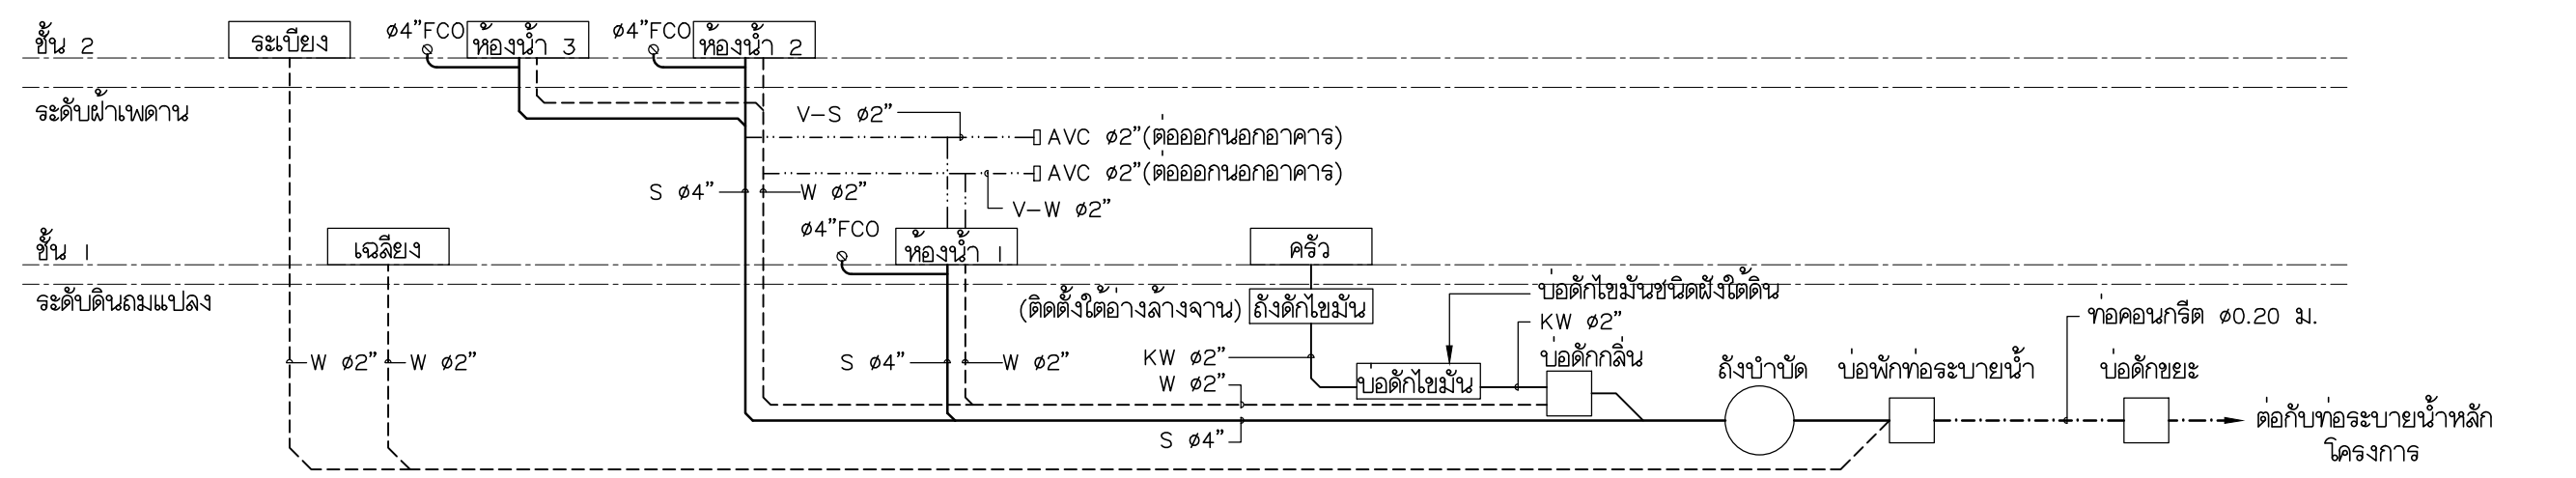 ชั้น 2
ระเบียง
ø4"FCO
ห้องน้ำ 3
ø4"FCO
ห้องน้ำ 2
ระดับฝ้าเพดาน
V-S ø2"
AVC ø2"(ต่อออกนอกอาคาร)
AVC ø2"(ต่อออกนอกอาคาร)
S ø4"
W ø2"
V-W ø2"
ชั้น 1
เฉลียง
ø4"FCO
ห้องน้ำ 1
ครัว
ระดับดินถมแปลง
(ติดตั้งใต้อ่างล้างจาน)
ถังดักไขมัน
บ่อดักไขมันชนิดฝังใต้ดิน
KW ø2"
ท่อคอนกรีต ø0.20 ม.
W ø2"
W ø2"
S ø4"
W ø2"
KW ø2"
บ่อดักกลิ่น
ถังบำบัด
บ่อพักท่อระบายน้ำ
บ่อดักขยะ
W ø2"
บ่อดักไขมัน
S ø4"
ต่อกับท่อระบายน้ำหลัก
โครงการ